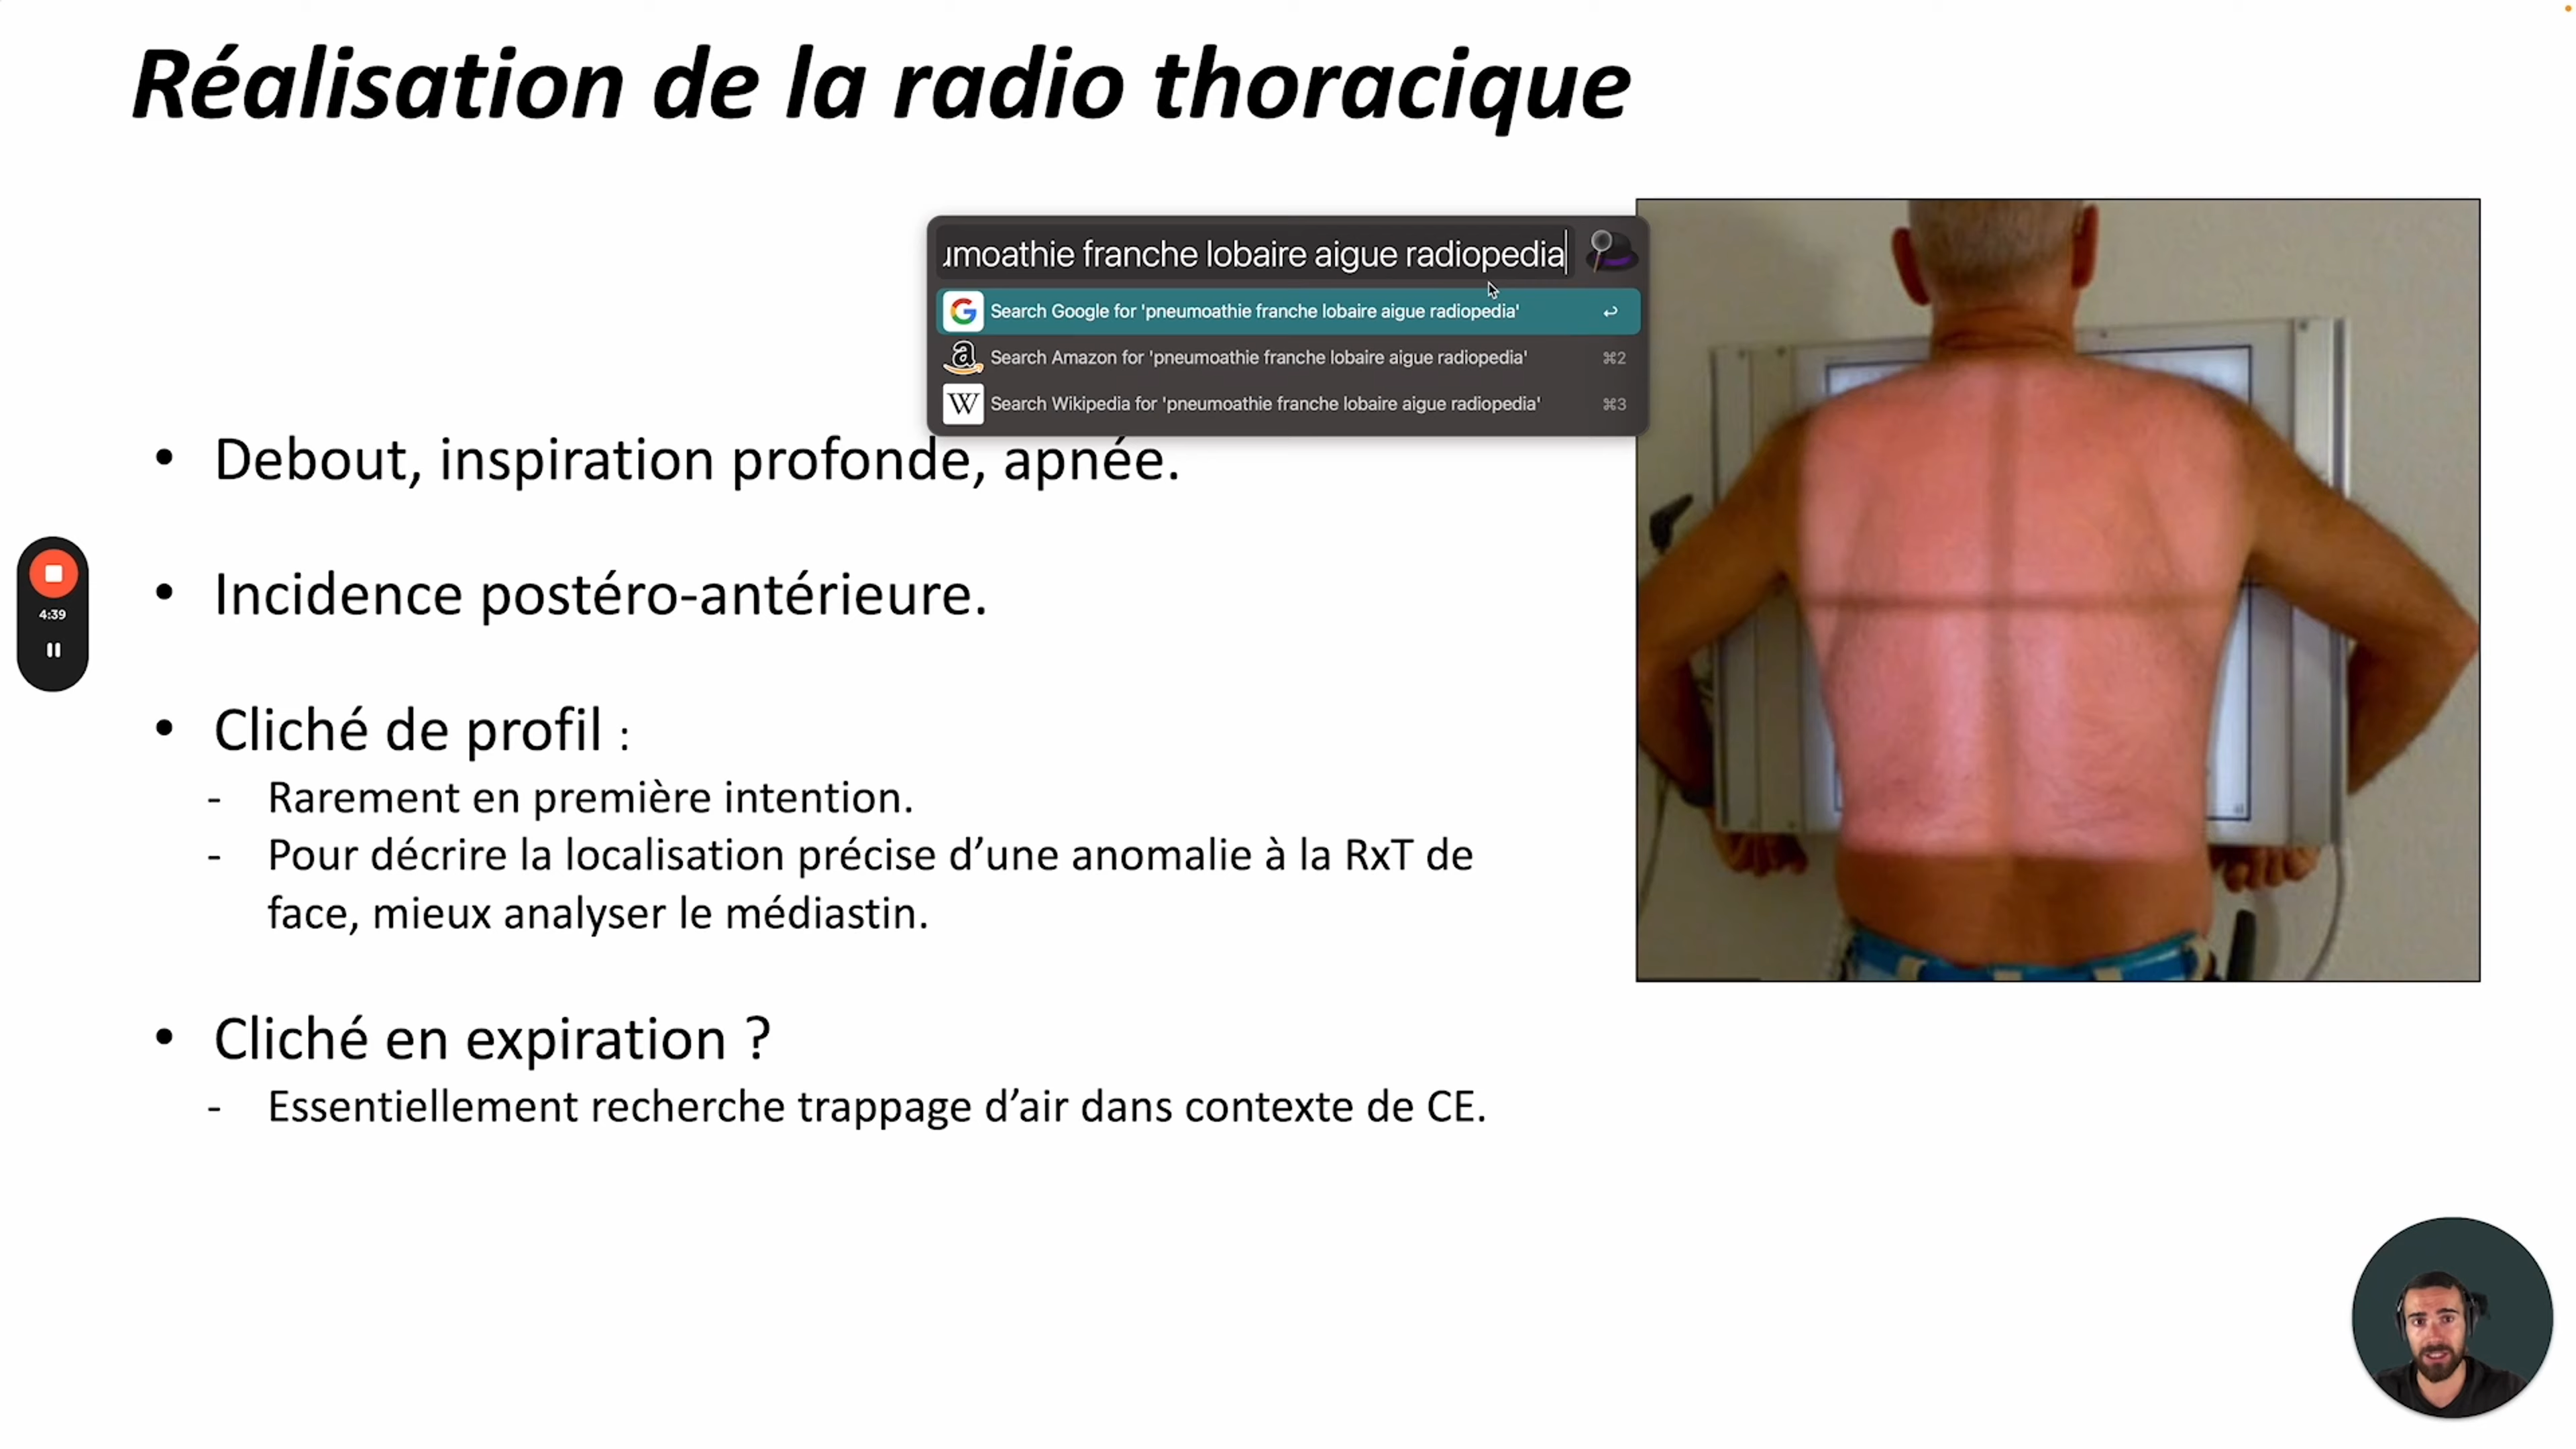 Réalisation de la radio thoracique
moathie franche lobaire aigue radiopedia
Search Google for 'pneumoathie franche lobaire aigue radiopedia'
Search Amazon for 'pneumoathie franche lobaire aigue radiopedia' ⌘2
W Search Wikipedia for 'pneumoathie franche lobaire aigue radiopedia' ⌘3
• Debout, inspiration profonde, apnée.
• Incidence postéro-antérieure.
4:39
• Cliché de profil :
- Rarement en première intention.
- Pour décrire la localisation précise d’une anomalie à la RxT de
face, mieux analyser le médiastin.
• Cliché en expiration ?
- Essentiellement recherche trappage d’air dans contexte de CE.